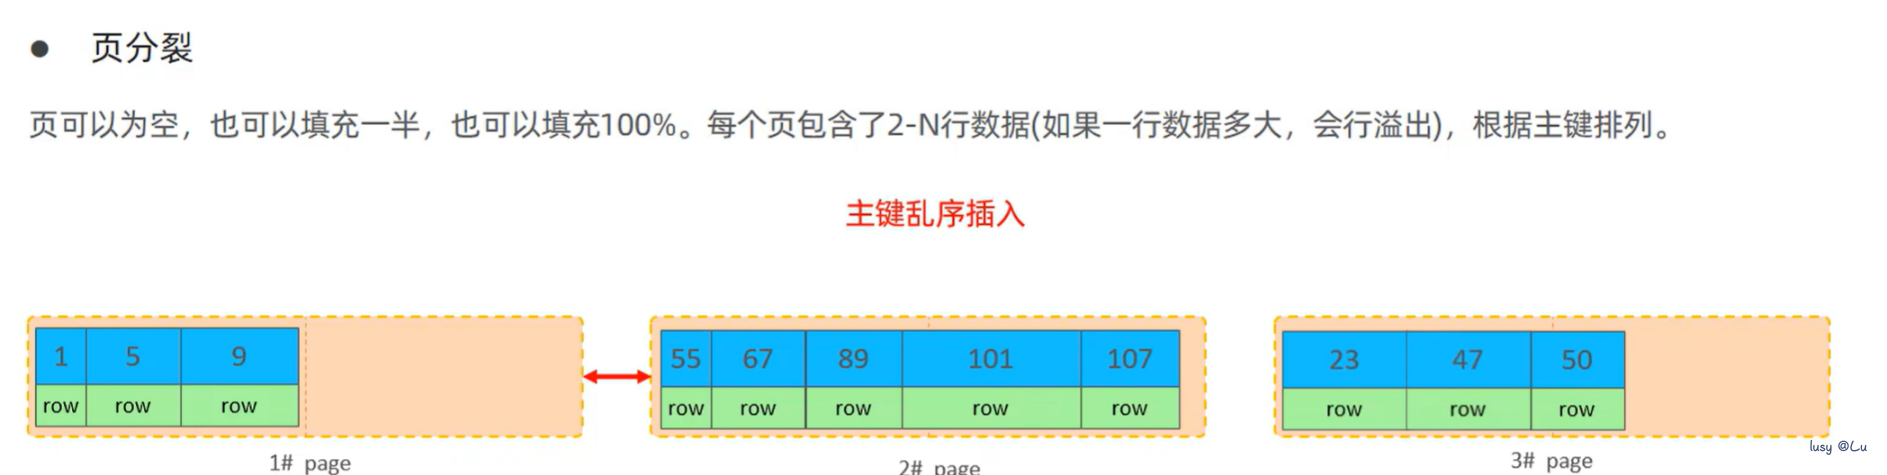 ● 页分裂
页可以为空，也可以填充一半，也可以填充100%。每个页包含了2-N行数据(如果一行数据多大，会行溢出)，根据主键排列。
主键乱序插入
1 5 9
row row row
1# page
55 67 89 101 107
row row row row row
2# page
23 47 50
row row row
3# page
lusy @Lu